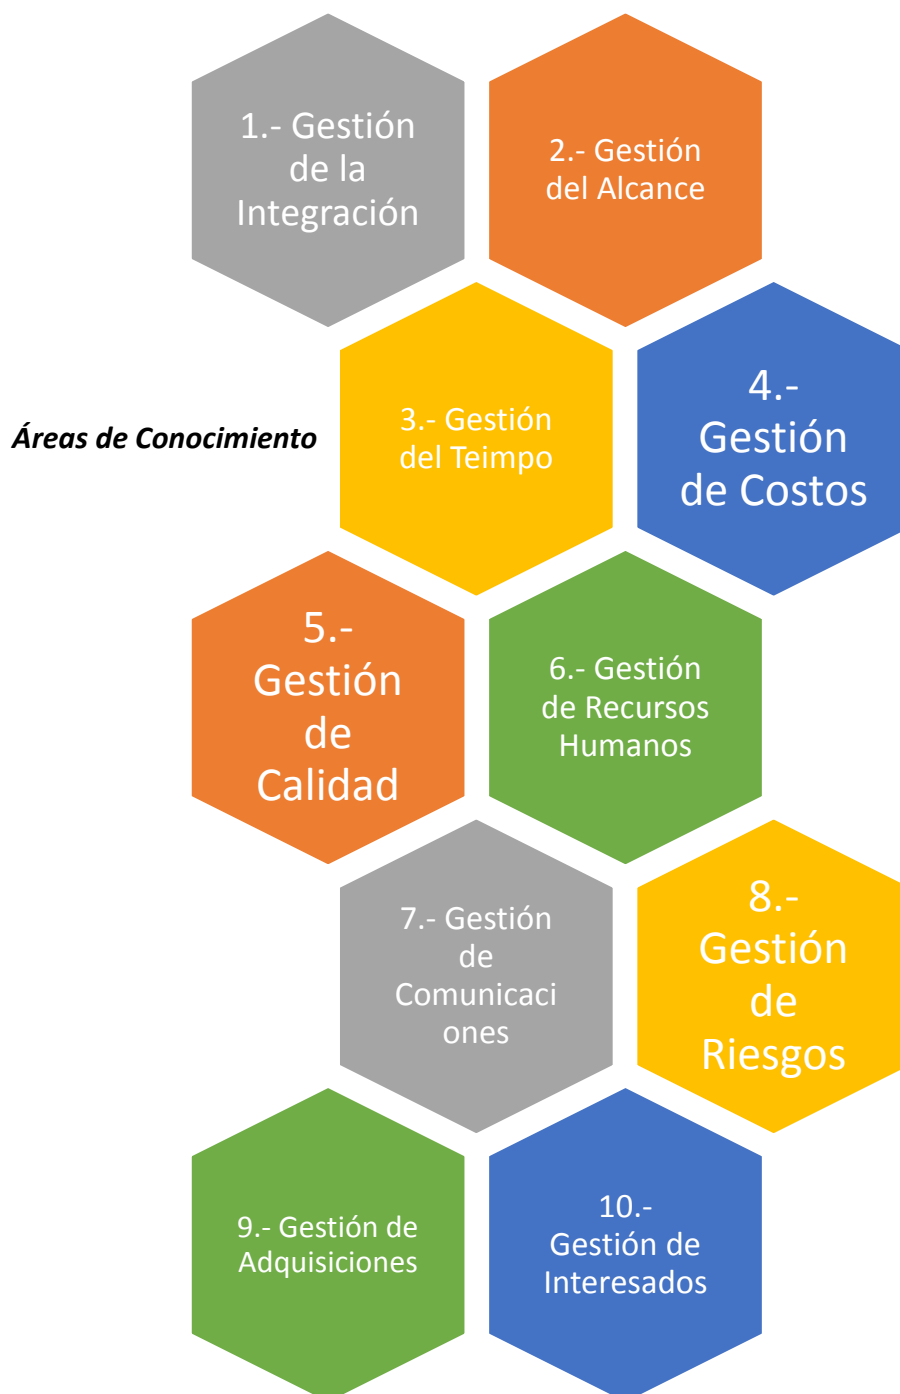 1.- Gestión
de la
Integración
2.- Gestión
del Alcance
Áreas de Conocimiento
3.- Gestión
del Teimpo
4.-
Gestión
de Costos
5.-
Gestión
de
Calidad
6.- Gestión
de Recursos
Humanos
7.- Gestión
de
Comunicaci
ones
8.-
Gestión
de
Riesgos
9.- Gestión de
Adquisiciones
10.-
Gestión de
Interesados